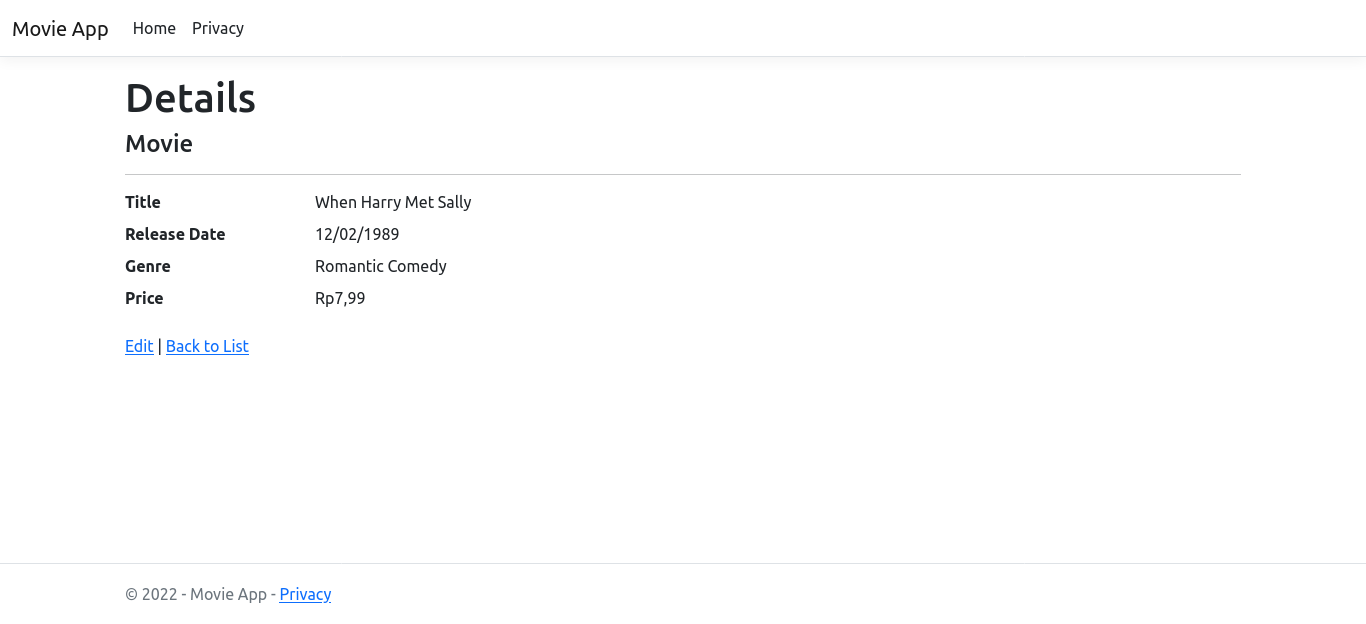 Movie App Home Privacy
Details
Movie
Title When Harry Met Sally
Release Date 12/02/1989
Genre Romantic Comedy
Price Rp7,99
Edit | Back to List
© 2022 - Movie App - Privacy